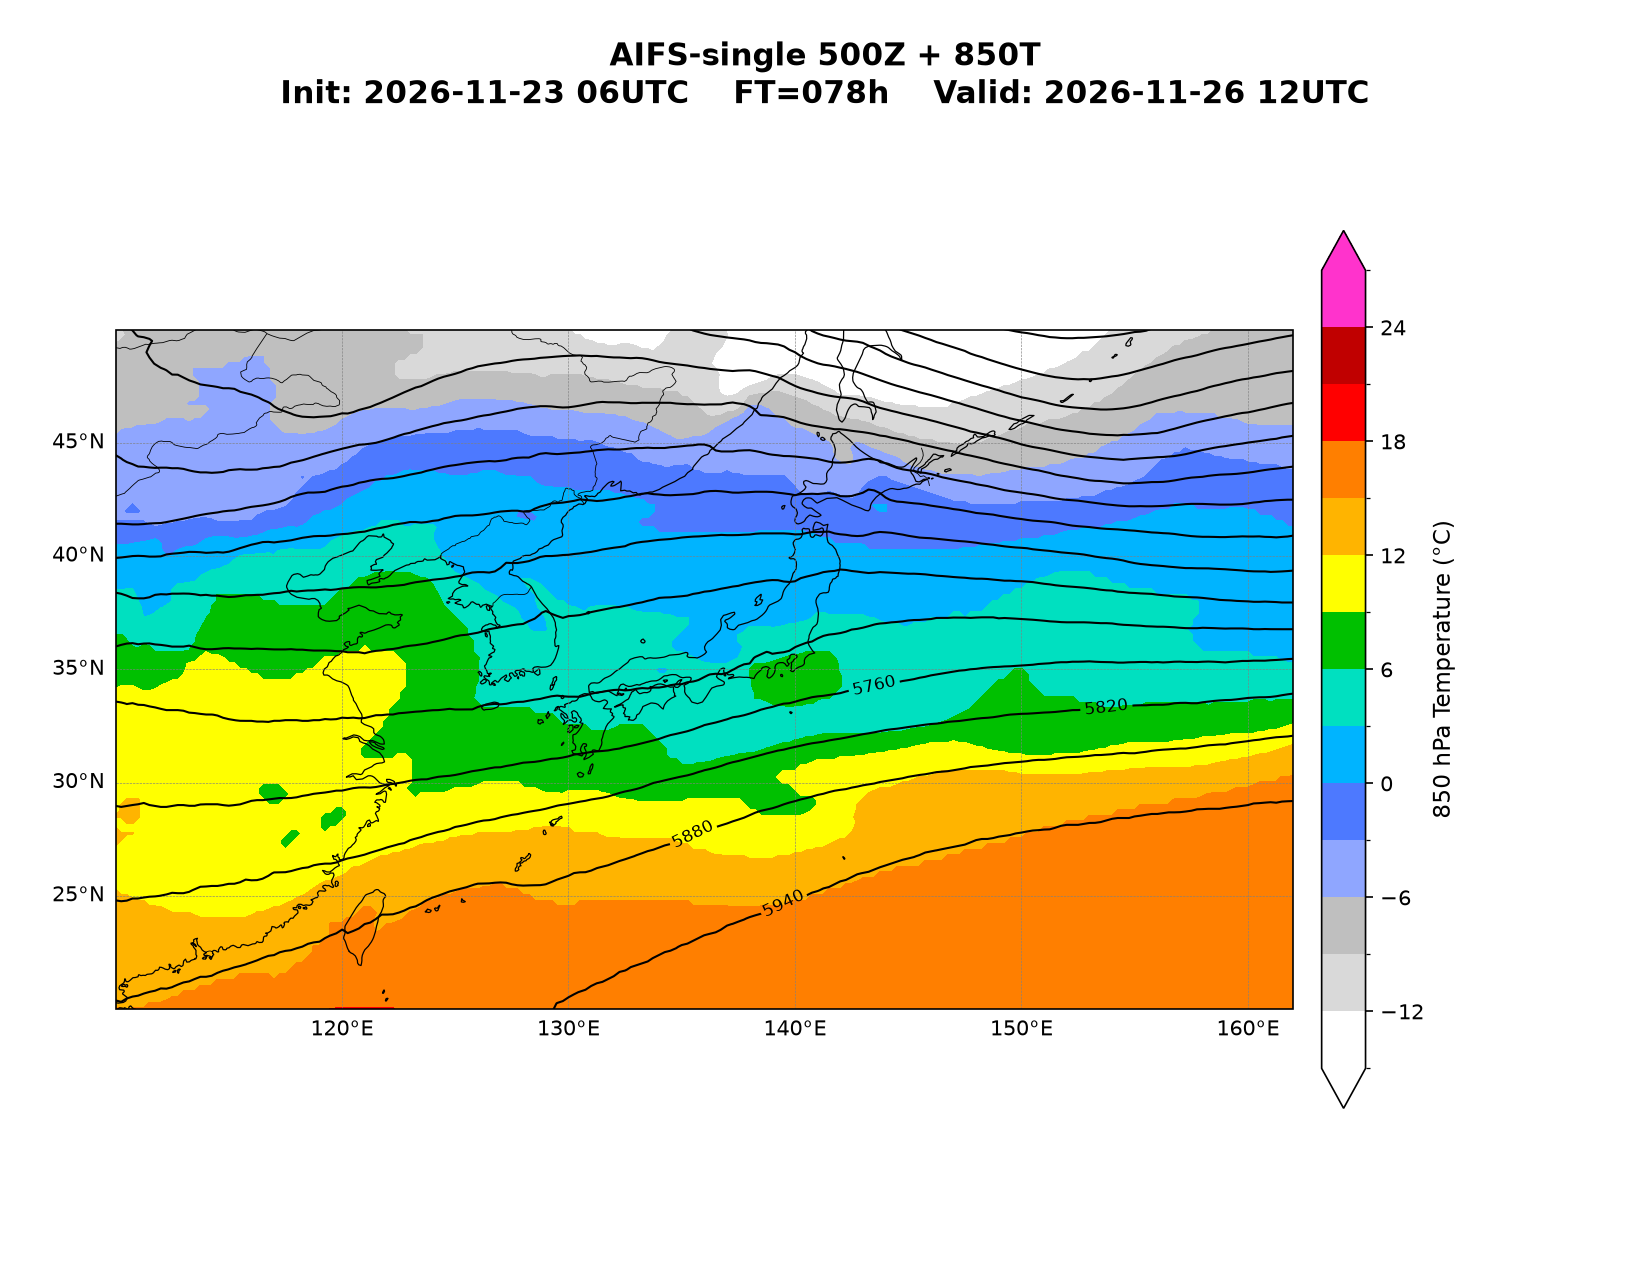 AIFS-single 500Z + 850T
Init: 2026-11-23 06UTC    FT=078h    Valid: 2026-11-26 12UTC
45°N
40°N
35°N
30°N
25°N
120°E
130°E
140°E
150°E
160°E
5760
5820
5880
5940
24
18
12
6
0
−6
−12
850 hPa Temperature (°C)